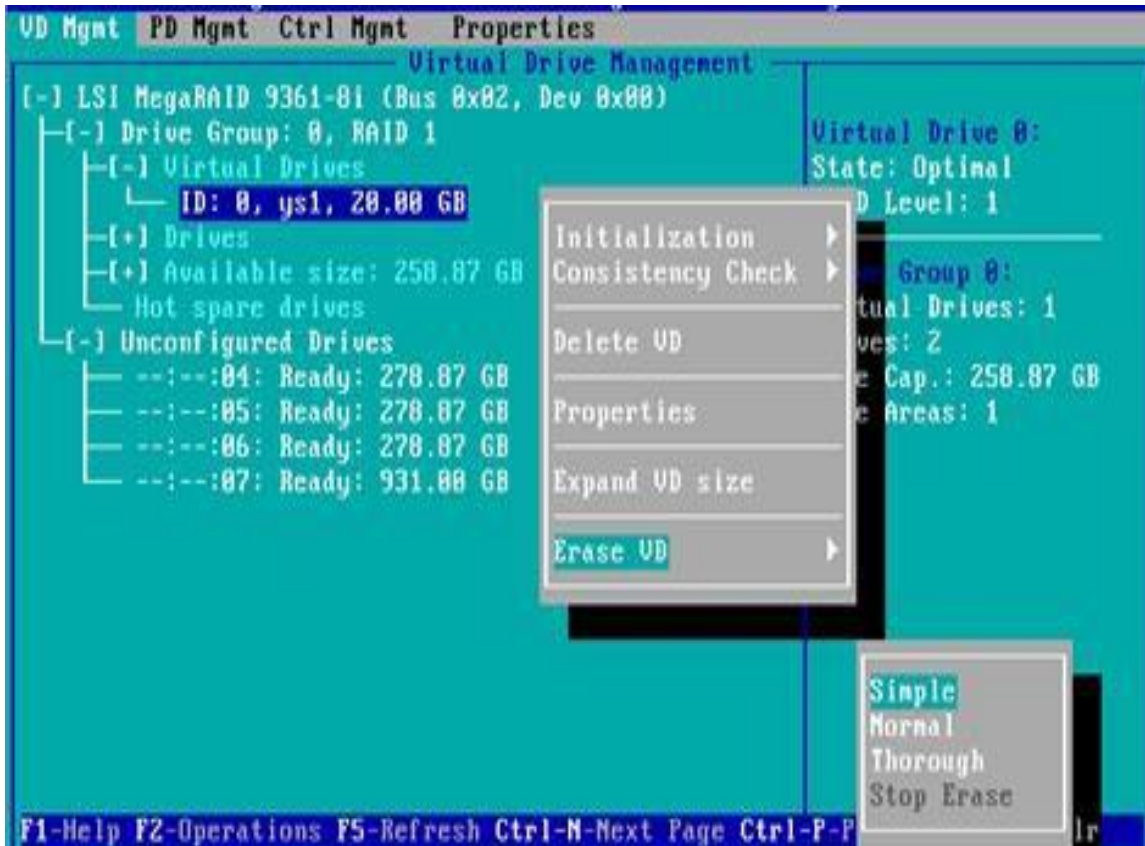 VD Mgmt PD Mgmt Ctrl Mgmt Properties
Virtual Drive Management
[-] LSI MegaRAID 9361-8i (Bus 0x02, Dev 0x00)
[-] Drive Group: 0, RAID 1
[-] Virtual Drives
ID: 0, ys1, 20.00 GB
[+] Drives
[+] Available size: 258.87 GB
Hot spare drives
[-] Unconfigured Drives
--:--:04: Ready: 278.87 GB
--:--:05: Ready: 278.87 GB
--:--:06: Ready: 278.87 GB
--:--:07: Ready: 931.00 GB
Virtual Drive 0:
State: Optimal
D Level: 1
Group 0:
tual Drives: 1
ves: 2
e Cap.: 258.87 GB
e Areas: 1
Initialization
Consistency Check
Delete VD
Properties
Expand VD size
Erase VD
Simple
Normal
Thorough
Stop Erase
F1-Help F2-Operations F5-Refresh Ctrl-N-Next Page Ctrl-P-P lr